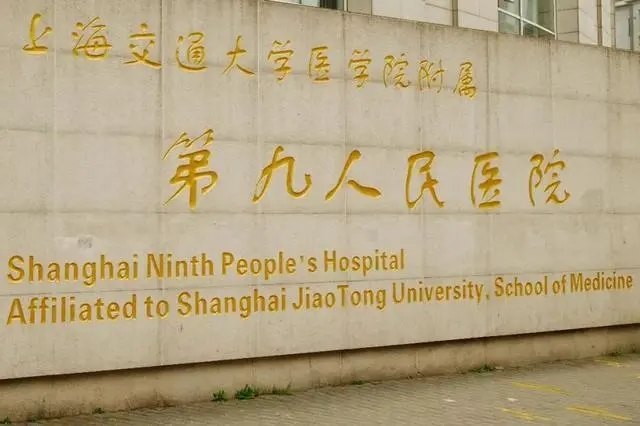 上海交通大学医学院附属
第九人民医院
Shanghai Ninth People's Hospital
Affiliated to Shanghai JiaoTong University, School of Medicine